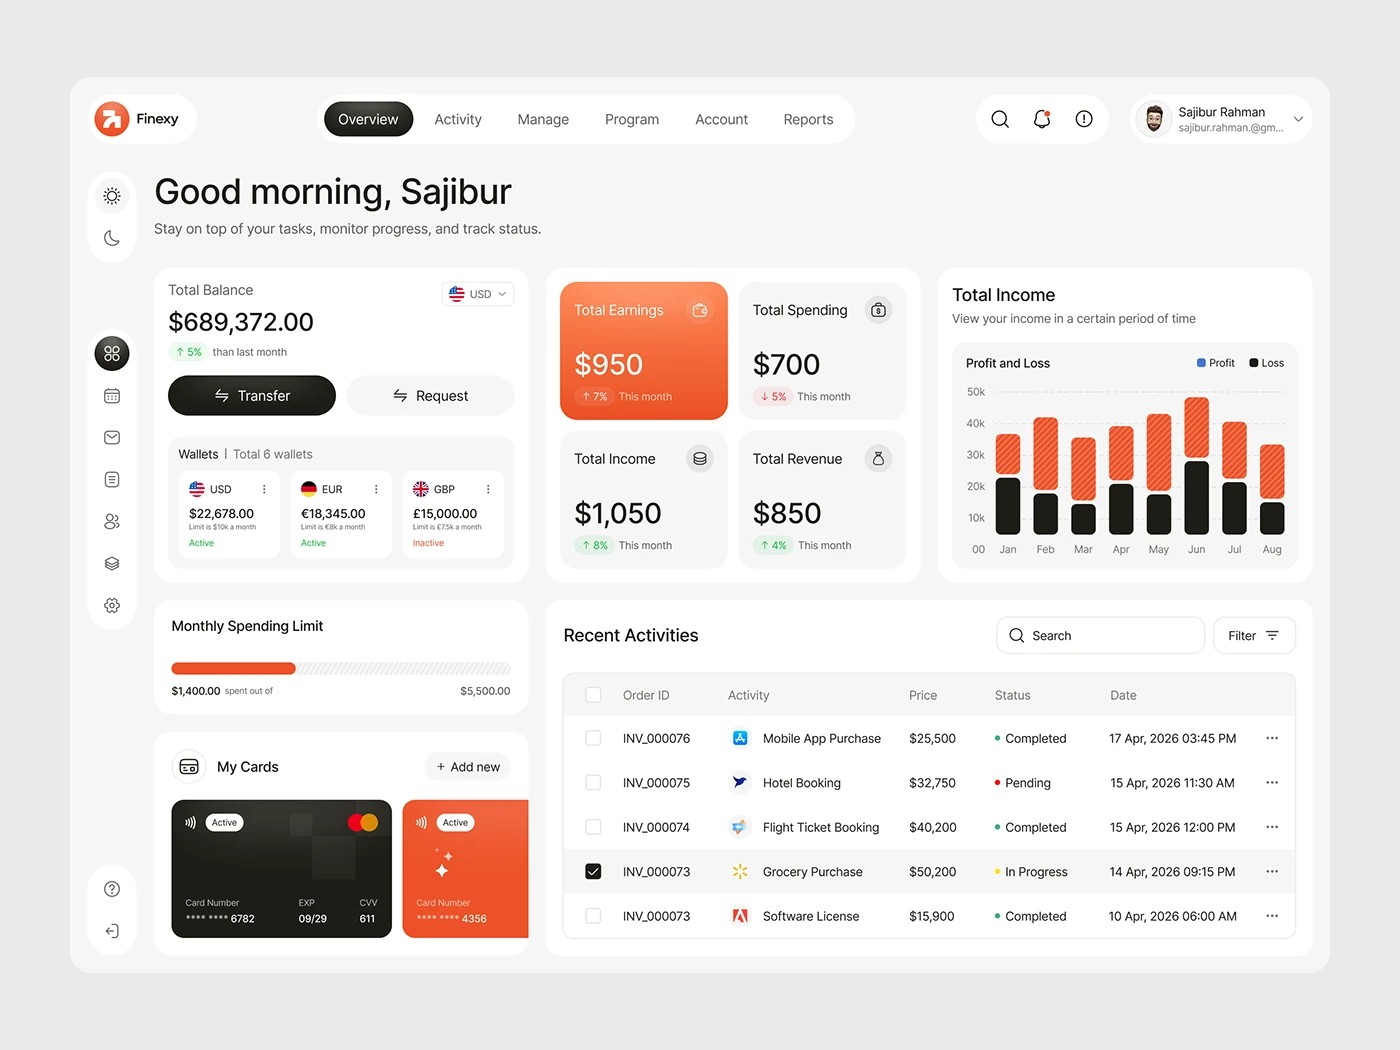 Finexy
Overview
Activity
Manage
Program
Account
Reports
Sajibur Rahman
sajibur.rahman.@gm...
Good morning, Sajibur
Stay on top of your tasks, monitor progress, and track status.
Total Balance
USD
$689,372.00
↑ 5% than last month
Transfer
Request
Wallets | Total 6 wallets
USD
$22,678.00
Limit is $10k a month
Active
EUR
€18,345.00
Limit is €8k a month
Active
GBP
£15,000.00
Limit is £7.5k a month
Inactive
Total Earnings
$950
↑ 7% This month
Total Spending
$700
↓ 5% This month
Total Income
$1,050
↑ 8% This month
Total Revenue
$850
↑ 4% This month
Total Income
View your income in a certain period of time
Profit and Loss
Profit
Loss
50k
40k
30k
20k
10k
00 Jan Feb Mar Apr May Jun Jul Aug
Monthly Spending Limit
$1,400.00 spent out of
$5,500.00
My Cards
+ Add new
Active
Card Number EXP CVV
**** **** 6782 09/29 611
Active
Card Number
**** **** 4356
Recent Activities
Search
Filter
Order ID Activity Price Status Date
INV_000076 Mobile App Purchase $25,500 Completed 17 Apr, 2026 03:45 PM
INV_000075 Hotel Booking $32,750 Pending 15 Apr, 2026 11:30 AM
INV_000074 Flight Ticket Booking $40,200 Completed 15 Apr, 2026 12:00 PM
INV_000073 Grocery Purchase $50,200 In Progress 14 Apr, 2026 09:15 PM
INV_000073 Software License $15,900 Completed 10 Apr, 2026 06:00 AM